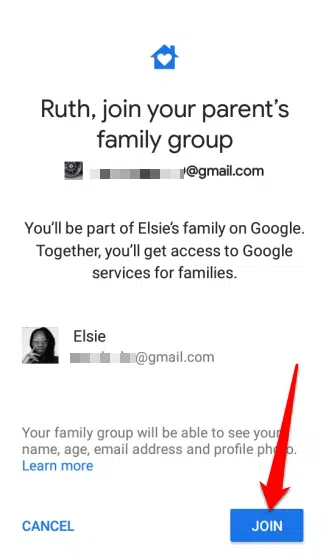 Ruth, join your parent's
family group
@gmail.com
You'll be part of Elsie's family on Google.
Together, you'll get access to Google
services for families.
Elsie
@gmail.com
Your family group will be able to see your
name, age, email address and profile photo.
Learn more
CANCEL
JOIN